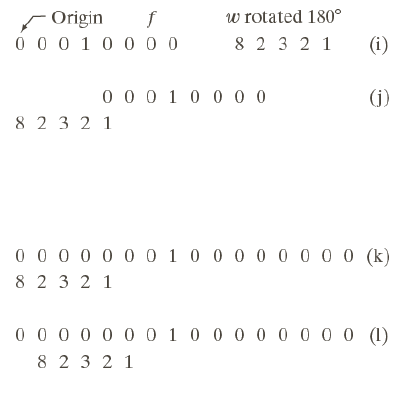 Origin f w rotated 180°
0 0 0 1 0 0 0 0 8 2 3 2 1 (i)
0 0 0 1 0 0 0 0 (j)
8 2 3 2 1
0 0 0 0 0 0 0 1 0 0 0 0 0 0 0 0 (k)
8 2 3 2 1
0 0 0 0 0 0 0 1 0 0 0 0 0 0 0 0 (l)
8 2 3 2 1